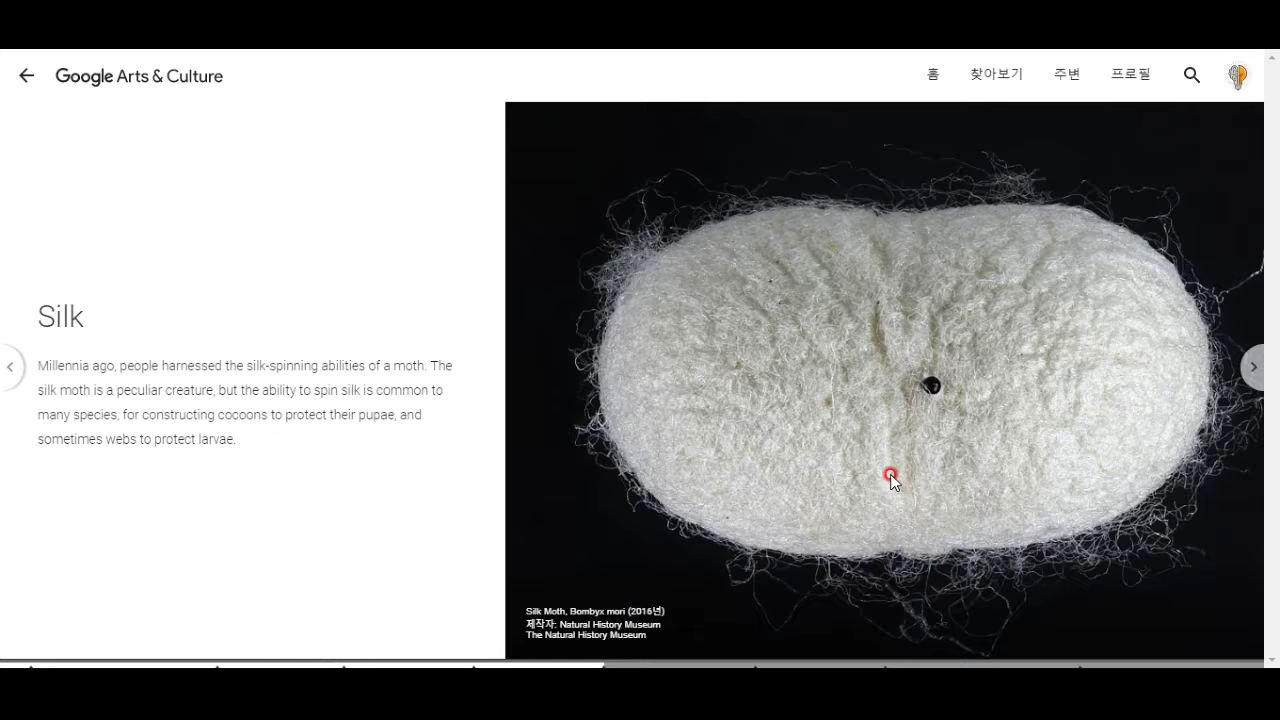 Google Arts & Culture
홈 찾아보기 주변 프로필
Silk
Millennia ago, people harnessed the silk-spinning abilities of a moth. The
silk moth is a peculiar creature, but the ability to spin silk is common to
many species, for constructing cocoons to protect their pupae, and
sometimes webs to protect larvae.
Silk Moth, Bombyx mori (2016년)
제작자: Natural History Museum
The Natural History Museum